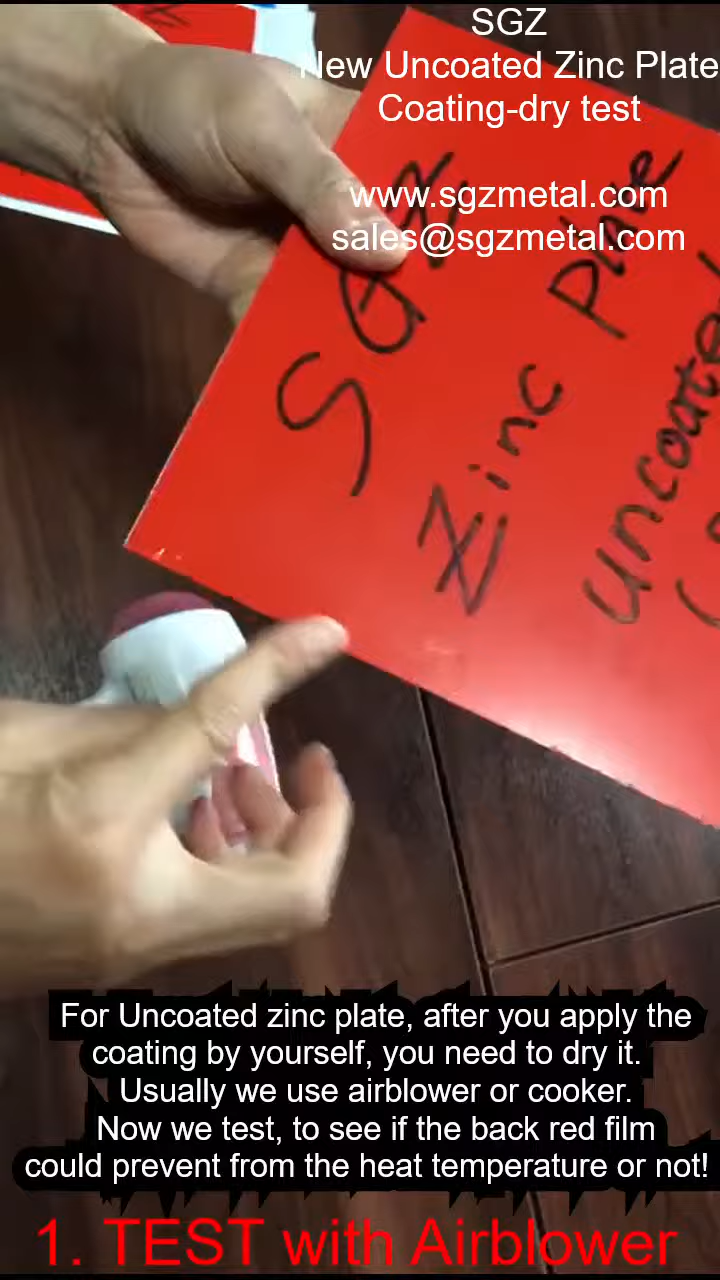 SGZ
New Uncoated Zinc Plate
Coating-dry test
www.sgzmetal.com
sales@sgzmetal.com
SGZ
Zinc Plate
Uncoated
For Uncoated zinc plate, after you apply the
coating by yourself, you need to dry it.
Usually we use airblower or cooker.
Now we test, to see if the back red film
could prevent from the heat temperature or not!
1. TEST with Airblower